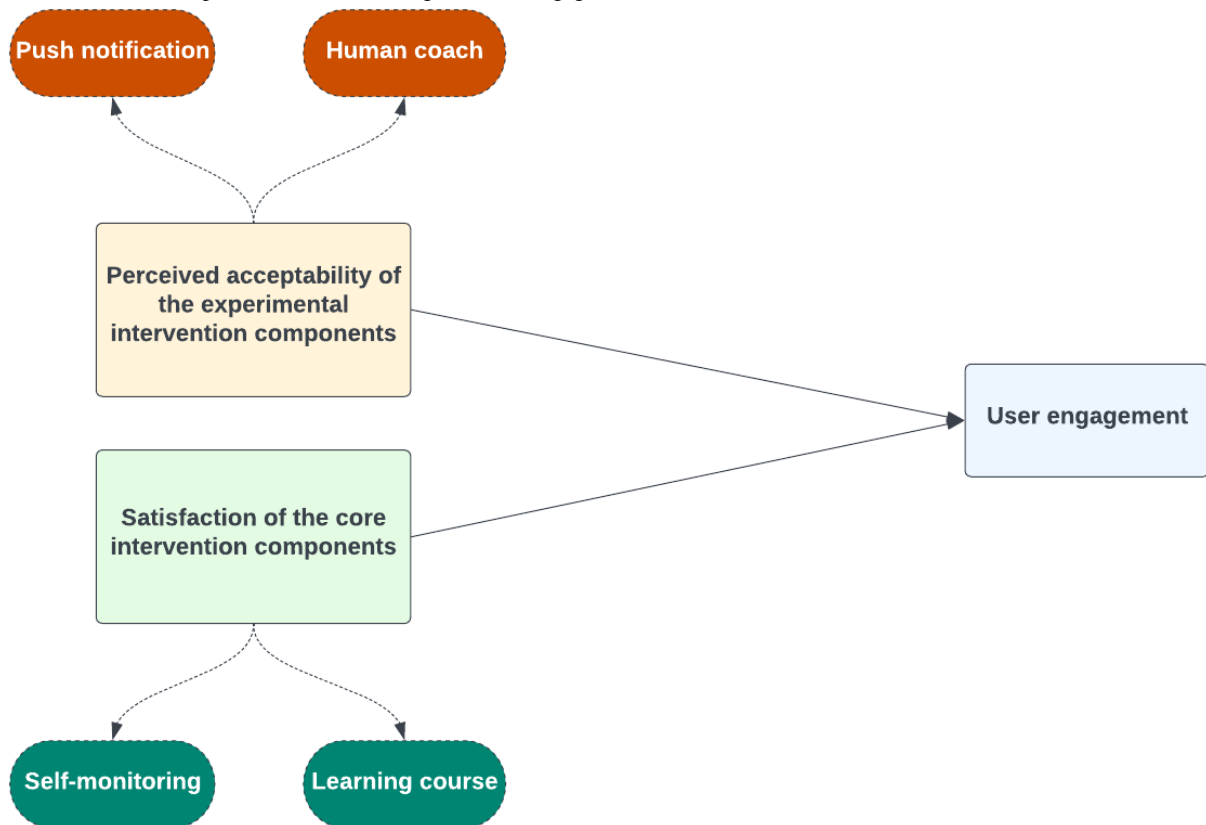 Push notification
Human coach
Perceived acceptability of
the experimental
intervention components
User engagement
Satisfaction of the core
intervention components
Self-monitoring
Learning course